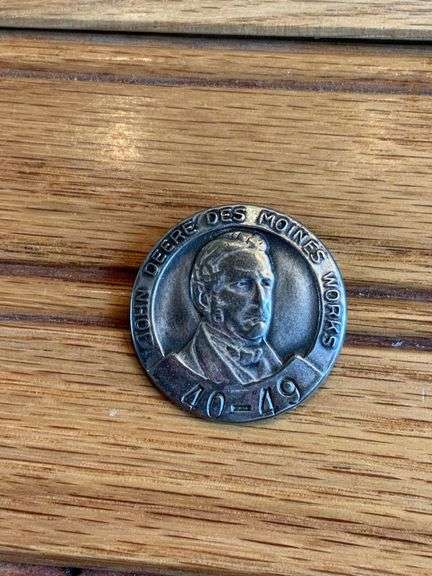 JOHN DEERE DES MOINES WORKS
40-49